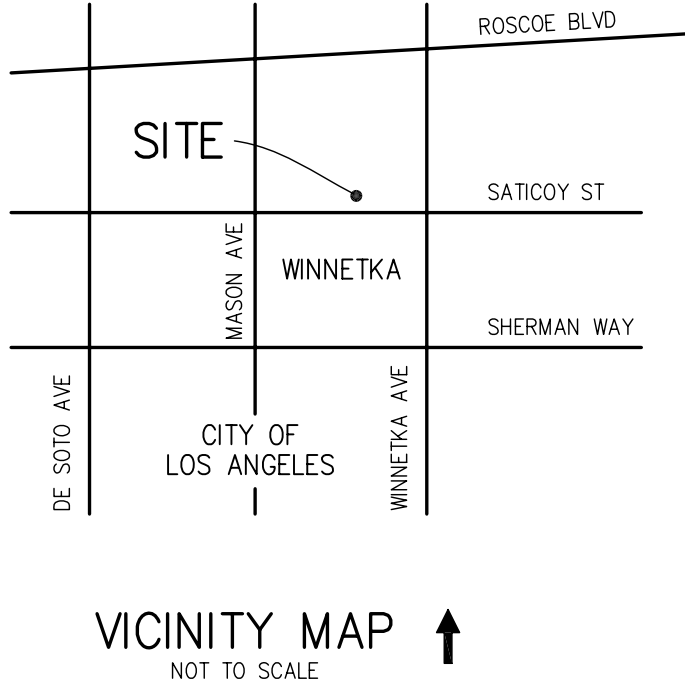 ROSCOE BLVD
SITE
SATICOY ST
MASON AVE
WINNETKA
SHERMAN WAY
DE SOTO AVE
WINNETKA AVE
CITY OF
LOS ANGELES
VICINITY MAP
NOT TO SCALE